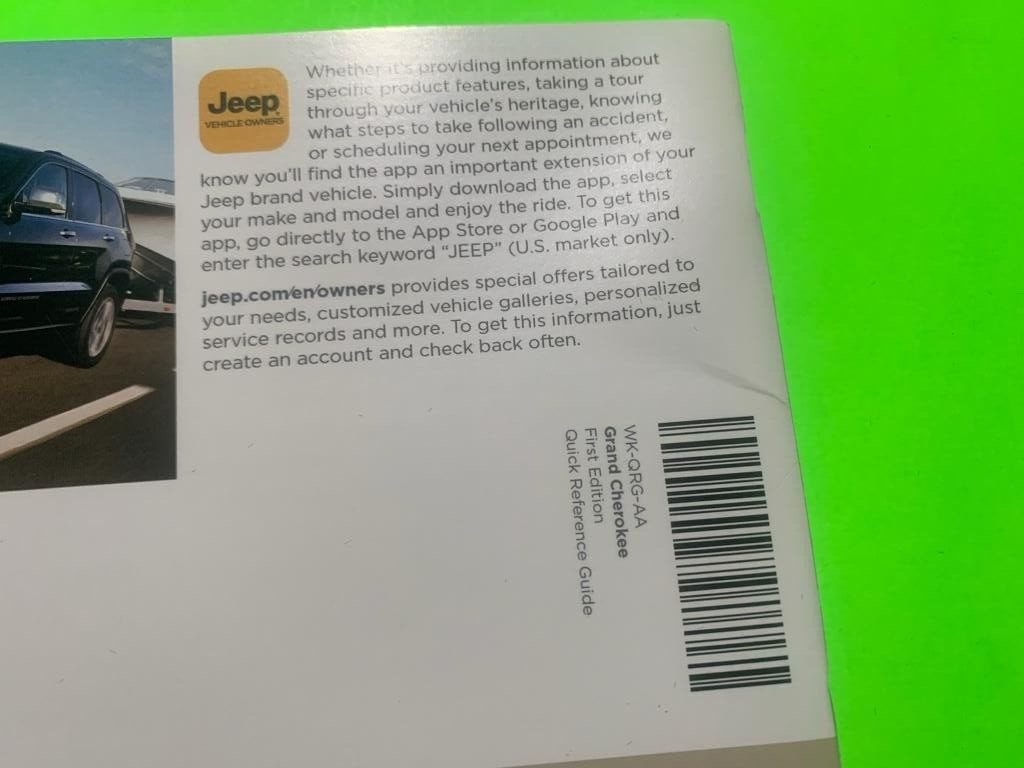 Jeep
VEHICLE OWNERS
Whether it's providing information about
specific product features, taking a tour
through your vehicle's heritage, knowing
what steps to take following an accident,
or scheduling your next appointment, we
know you'll find the app an important extension of your
Jeep brand vehicle. Simply download the app, select
your make and model and enjoy the ride. To get this
app, go directly to the App Store or Google Play and
enter the search keyword “JEEP” (U.S. market only).
jeep.com/en/owners provides special offers tailored to
your needs, customized vehicle galleries, personalized
service records and more. To get this information, just
create an account and check back often.
WK-QRG-AA
Grand Cherokee
First Edition
Quick Reference Guide